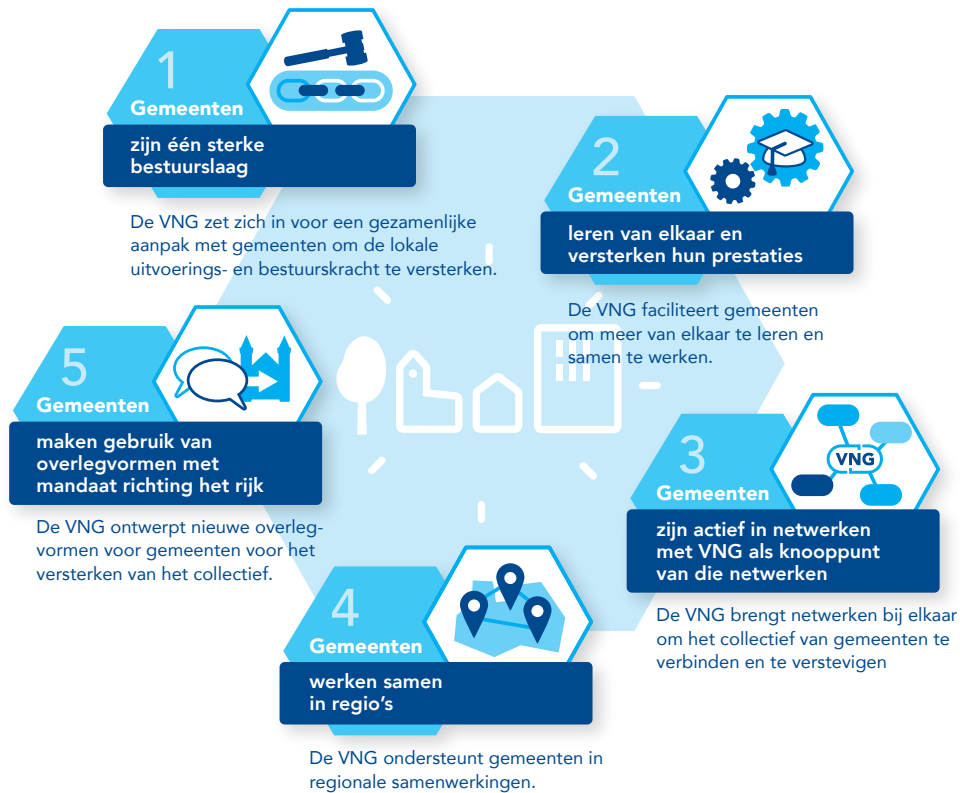 1
Gemeenten
zijn één sterke
bestuurslaag
De VNG zet zich in voor een gezamenlijke
aanpak met gemeenten om de lokale
uitvoerings- en bestuurskracht te versterken.
2
Gemeenten
leren van elkaar en
versterken hun prestaties
De VNG faciliteert gemeenten
om meer van elkaar te leren en
samen te werken.
3
Gemeenten
VNG
zijn actief in netwerken
met VNG als knooppunt
van die netwerken
De VNG brengt netwerken bij elkaar
om het collectief van gemeenten te
verbinden en te verstevigen
4
Gemeenten
werken samen
in regio's
De VNG ondersteunt gemeenten in
regionale samenwerkingen.
5
Gemeenten
maken gebruik van
overlegvormen met
mandaat richting het rijk
De VNG ontwerpt nieuwe overleg-
vormen voor gemeenten voor het
versterken van het collectief.